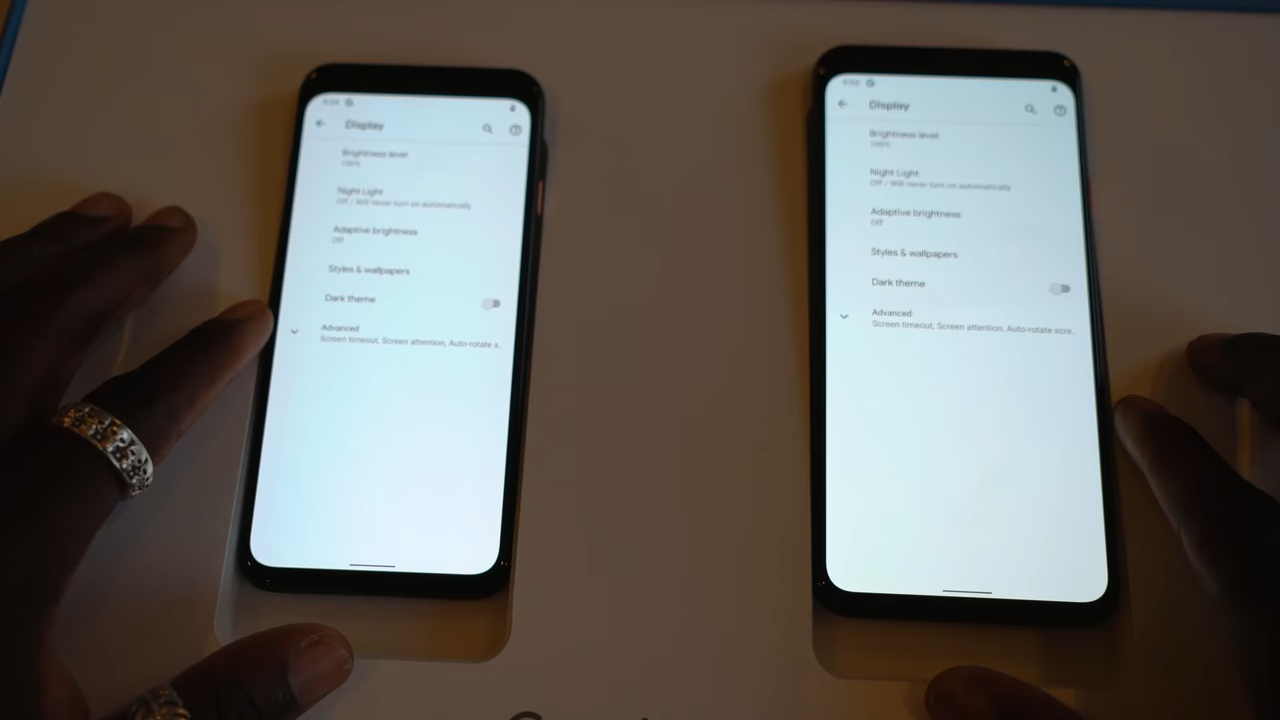 Display
Brightness level
100%
Night Light
Off / Will never turn on automatically
Adaptive brightness
Off
Styles & wallpapers
Dark theme
Advanced
Screen timeout, Screen attention, Auto-rotate s..
Display
Brightness level
100%
Night Light
Off / Will never turn on automatically
Adaptive brightness
Off
Styles & wallpapers
Dark theme
Advanced
Screen timeout, Screen attention, Auto-rotate scre..